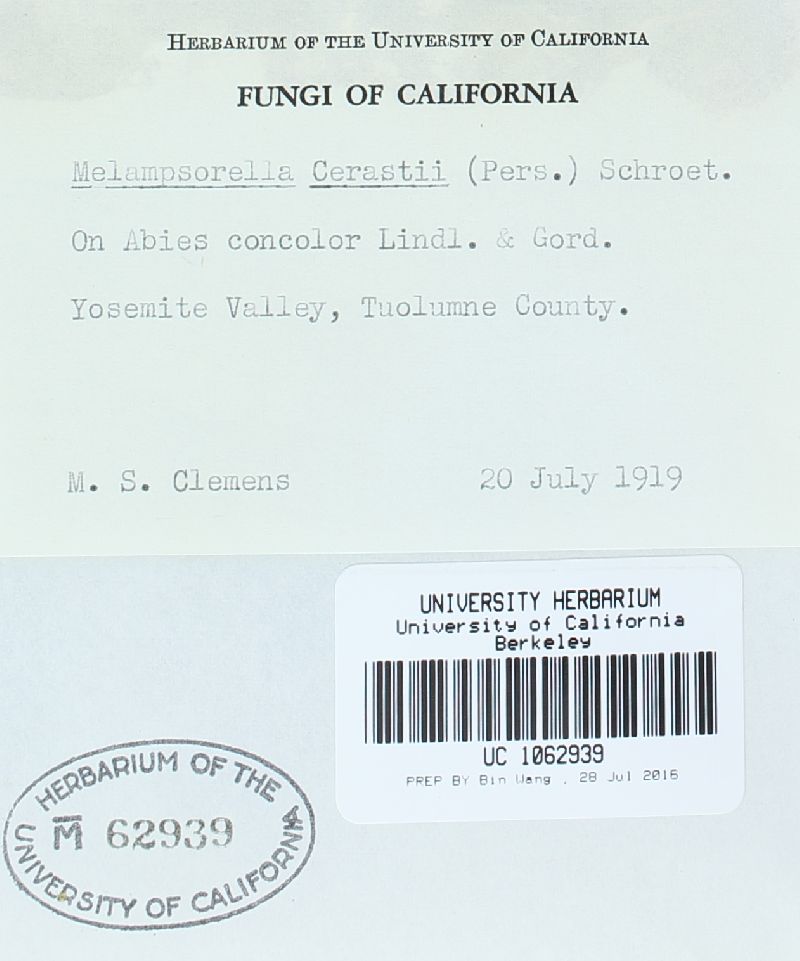 HERBARIUM OF THE UNIVERSITY OF CALIFORNIA
FUNGI OF CALIFORNIA
Melampsorella Cerastii (Pers.) Schroet.
On Abies concolor Lindl. & Gord.
Yosemite Valley, Tuolumne County.
M. S. Clemens 20 July 1919
UNIVERSITY HERBARIUM
University of California
Berkeley
UC 1062939
PREP BY Bin Wang , 28 Jul 2016
HERBARIUM OF THE
M̅ 62939
UNIVERSITY OF CALIFORNIA